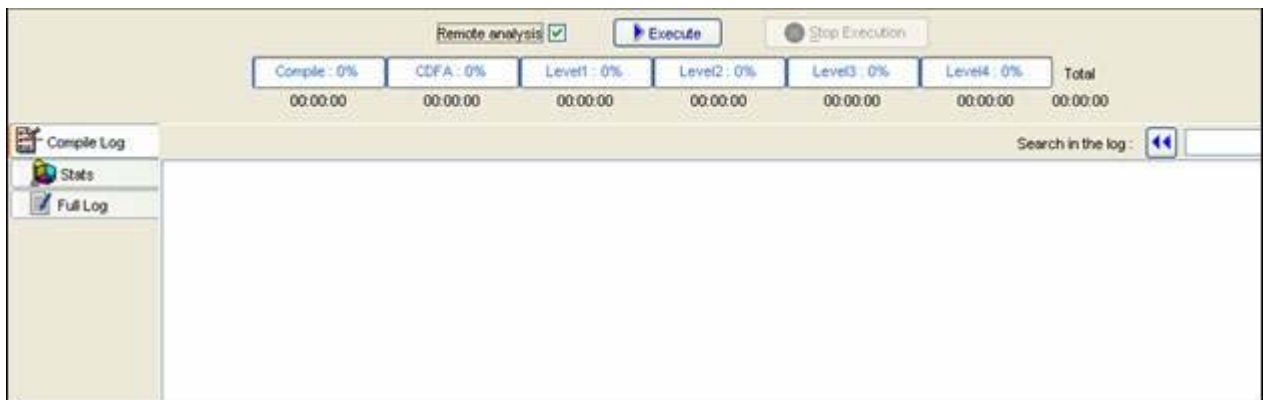 Remote analysis Execute Stop Execution
Compile : 0% CDFA : 0% Level1 : 0% Level2 : 0% Level3 : 0% Level4 : 0% Total
00:00:00 00:00:00 00:00:00 00:00:00 00:00:00 00:00:00 00:00:00
Compile Log Search in the log :
Stats
Full Log